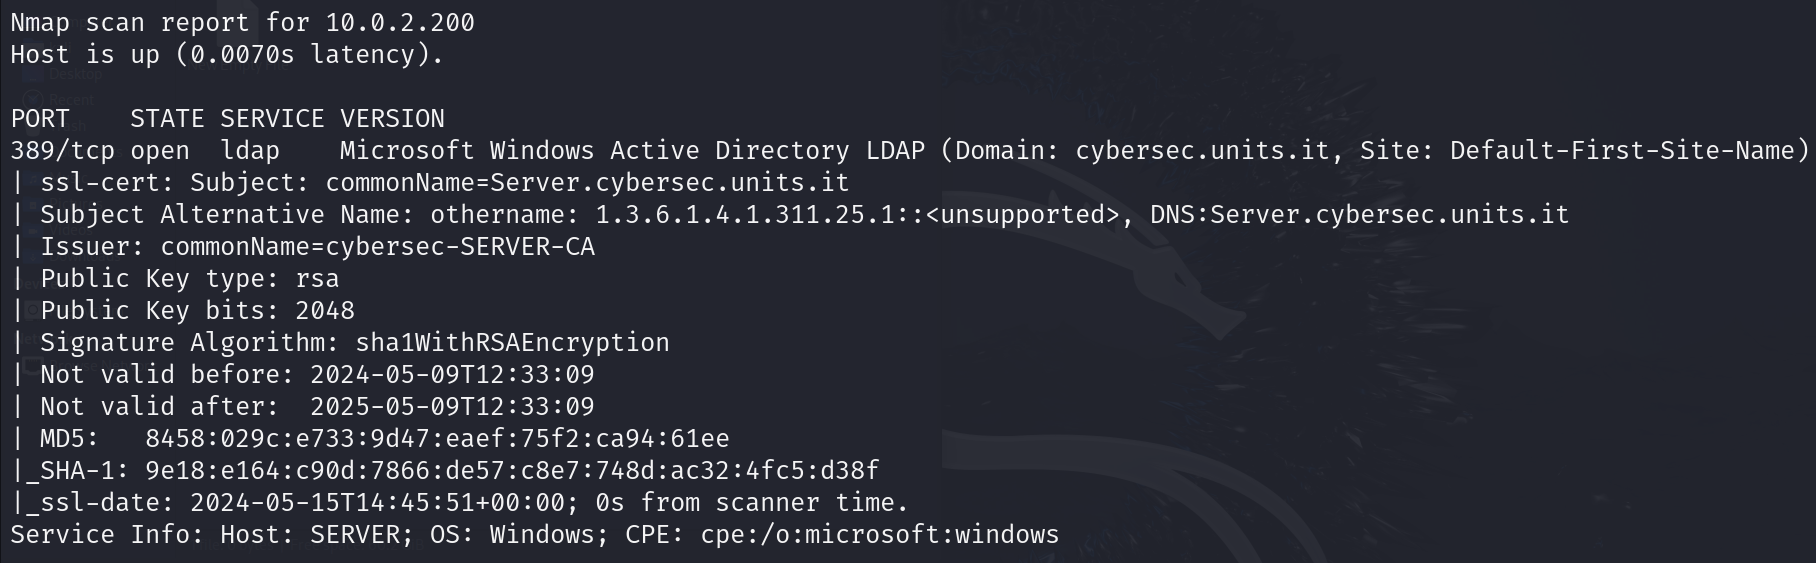 Nmap scan report for 10.0.2.200
Host is up (0.0070s latency).
PORT    STATE SERVICE VERSION
389/tcp open  ldap    Microsoft Windows Active Directory LDAP (Domain: cybersec.units.it, Site: Default-First-Site-Name)
| ssl-cert: Subject: commonName=Server.cybersec.units.it
| Subject Alternative Name: othername: 1.3.6.1.4.1.311.25.1::<unsupported>, DNS:Server.cybersec.units.it
| Issuer: commonName=cybersec-SERVER-CA
| Public Key type: rsa
| Public Key bits: 2048
| Signature Algorithm: sha1WithRSAEncryption
| Not valid before: 2024-05-09T12:33:09
| Not valid after:  2025-05-09T12:33:09
| MD5:   8458:029c:e733:9d47:eaef:75f2:ca94:61ee
|_SHA-1: 9e18:e164:c90d:7866:de57:c8e7:748d:ac32:4fc5:d38f
|_ssl-date: 2024-05-15T14:45:51+00:00; 0s from scanner time.
Service Info: Host: SERVER; OS: Windows; CPE: cpe:/o:microsoft:windows
Desktop
Recent